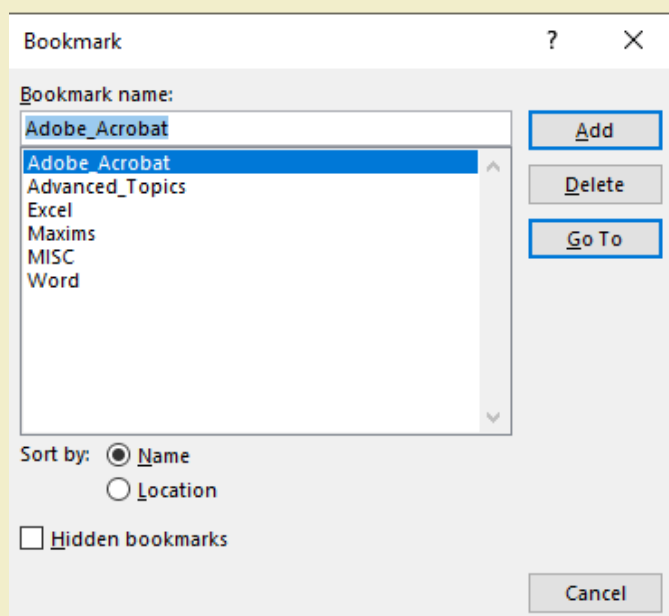 Bookmark ?
Bookmark name:
Adobe_Acrobat
Add
Adobe_Acrobat
Advanced_Topics
Excel
Maxims
MISC
Word
Delete
Go To
Sort by: Name
Location
Hidden bookmarks
Cancel